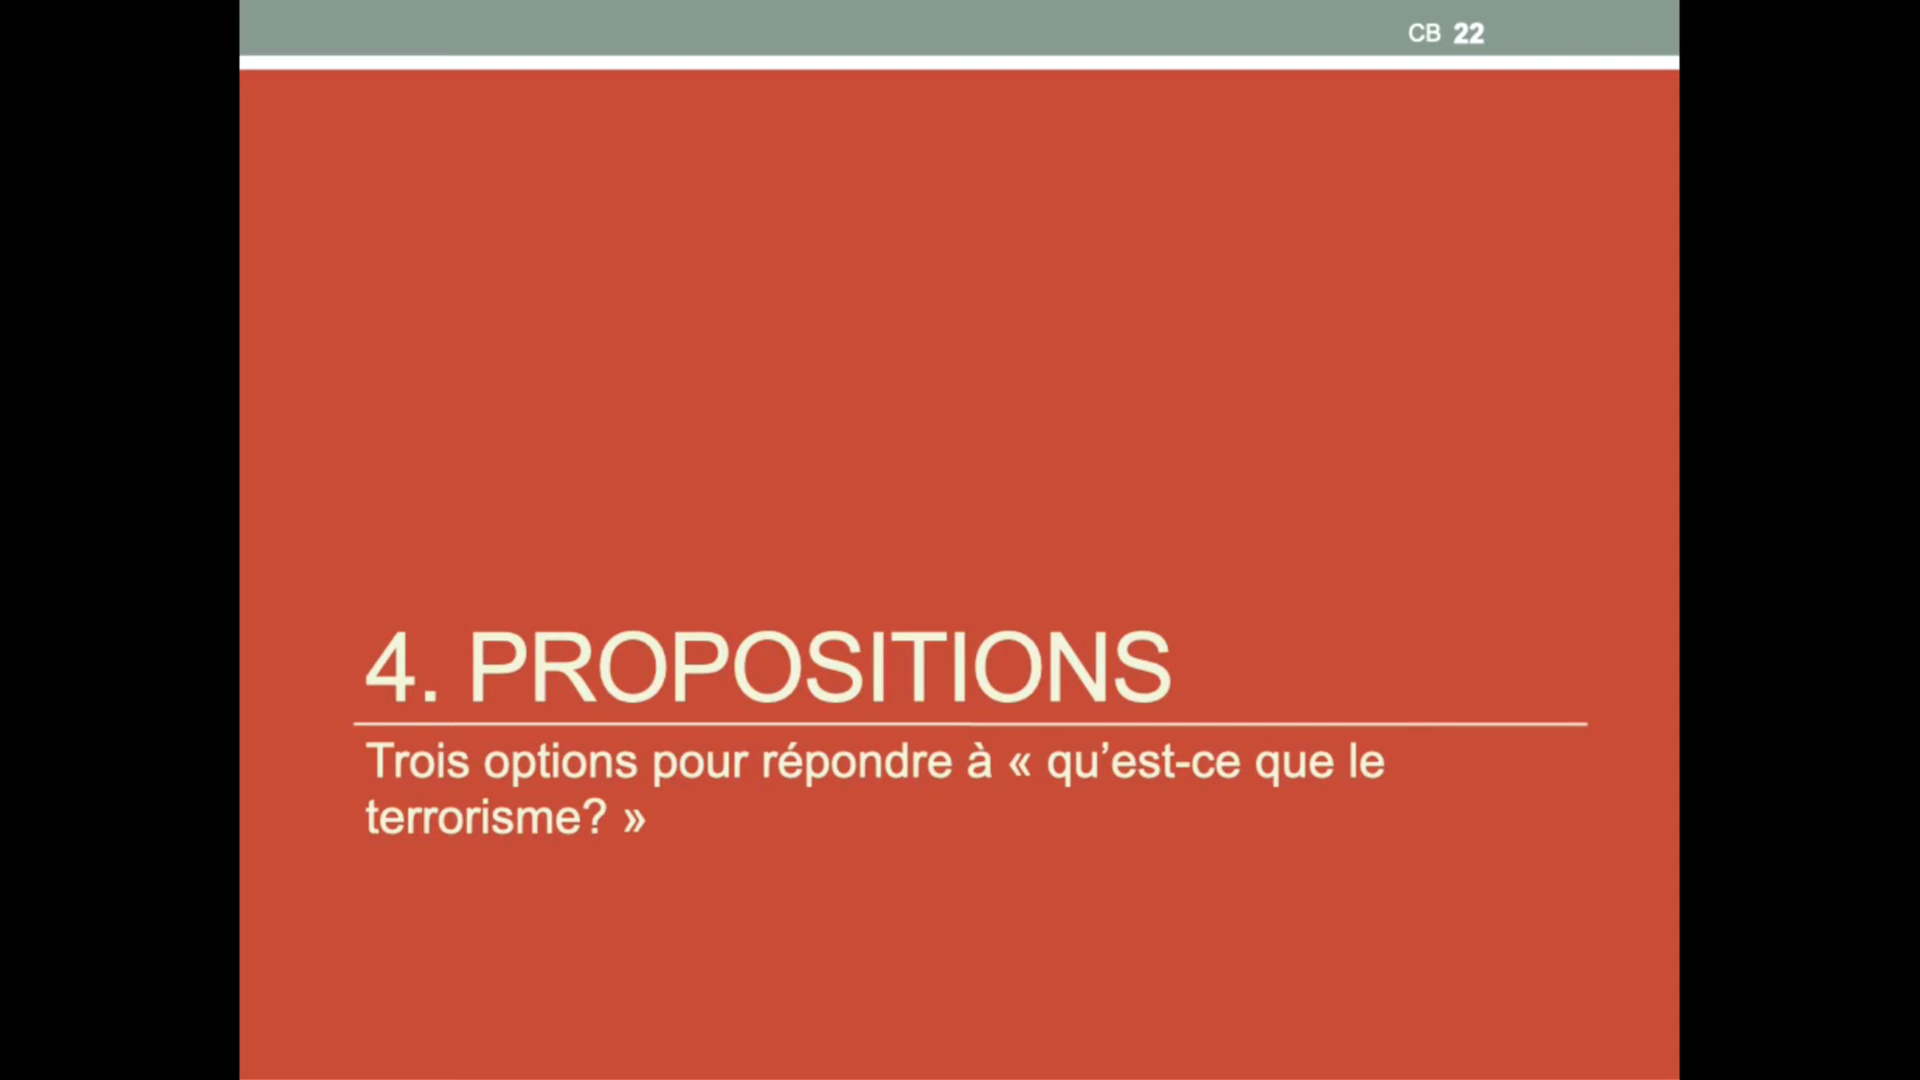 CB 22
4. PROPOSITIONS
Trois options pour répondre à « qu’est-ce que le
terrorisme? »